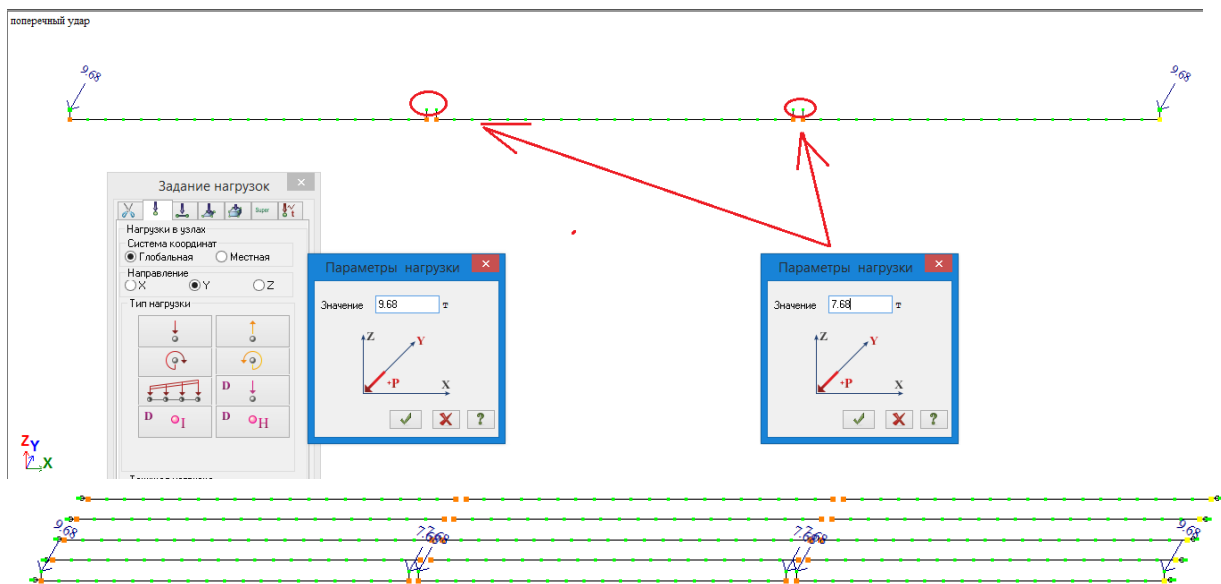 поперечный удар
9.68
9.68
Задание нагрузок
Super
Нагрузки в узлах
Система координат
Глобальная
Местная
Направление
X
Y
Z
Тип нагрузки
D
D
I
D
H
Параметры нагрузки
Значение
9.68
т
Z
Y
+P
X
?
Параметры нагрузки
Значение
7.68
т
Z
Y
+P
X
?
Z
Y
X
9.68
9.68